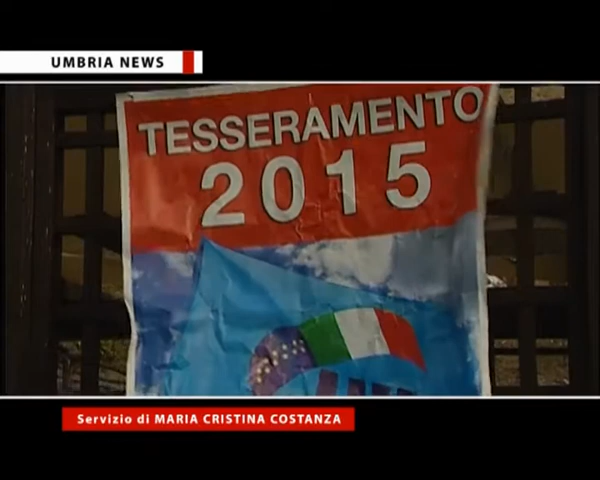 UMBRIA NEWS
TESSERAMENTO
2015
Servizio di MARIA CRISTINA COSTANZA